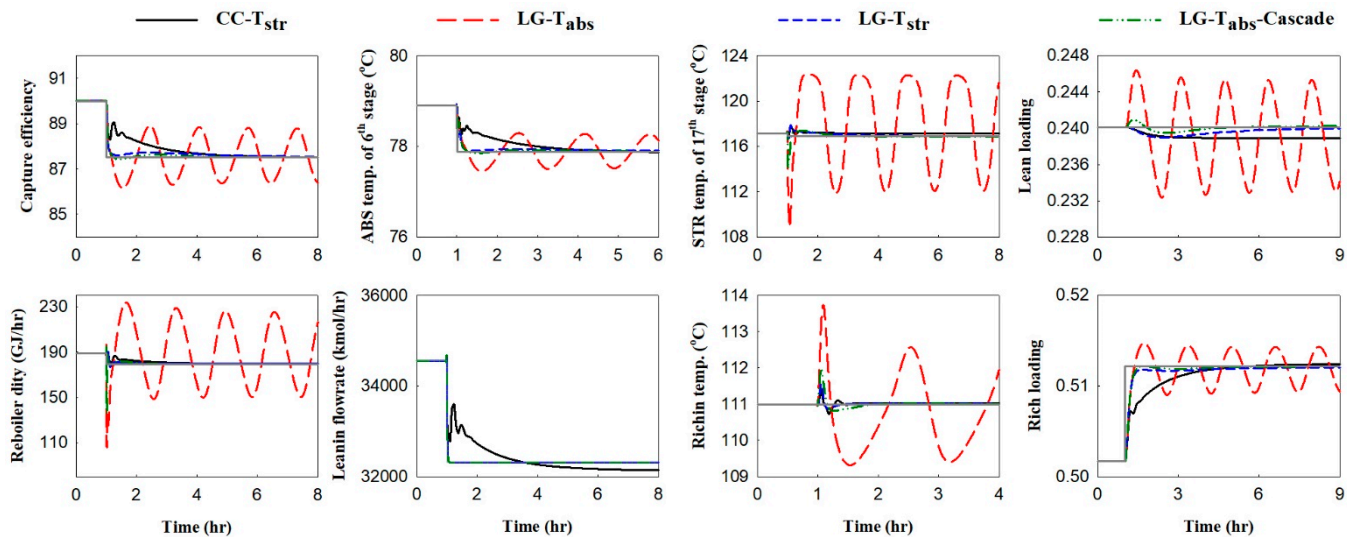 CC-Tstr LG-Tabs LG-Tstr LG-Tabs-Cascade
Capture efficiency
91
89
87
85
0 2 4 6 8
ABS temp. of 6th stage (°C)
80
78
76
0 1 2 3 4 5 6
STR temp. of 17th stage (°C)
124
120
116
112
108
0 2 4 6 8
Lean loading
0.248
0.244
0.240
0.236
0.232
0.228
0 3 6 9
Reboiler dity (GJ/hr)
230
190
150
110
0 2 4 6 8
Time (hr)
Leanin flowrate (kmol/hr)
36000
34000
32000
0 2 4 6 8
Time (hr)
Richin temp. (°C)
114
113
112
111
110
109
0 1 2 3 4
Time (hr)
Rich loading
0.52
0.51
0.50
0 3 6 9
Time (hr)